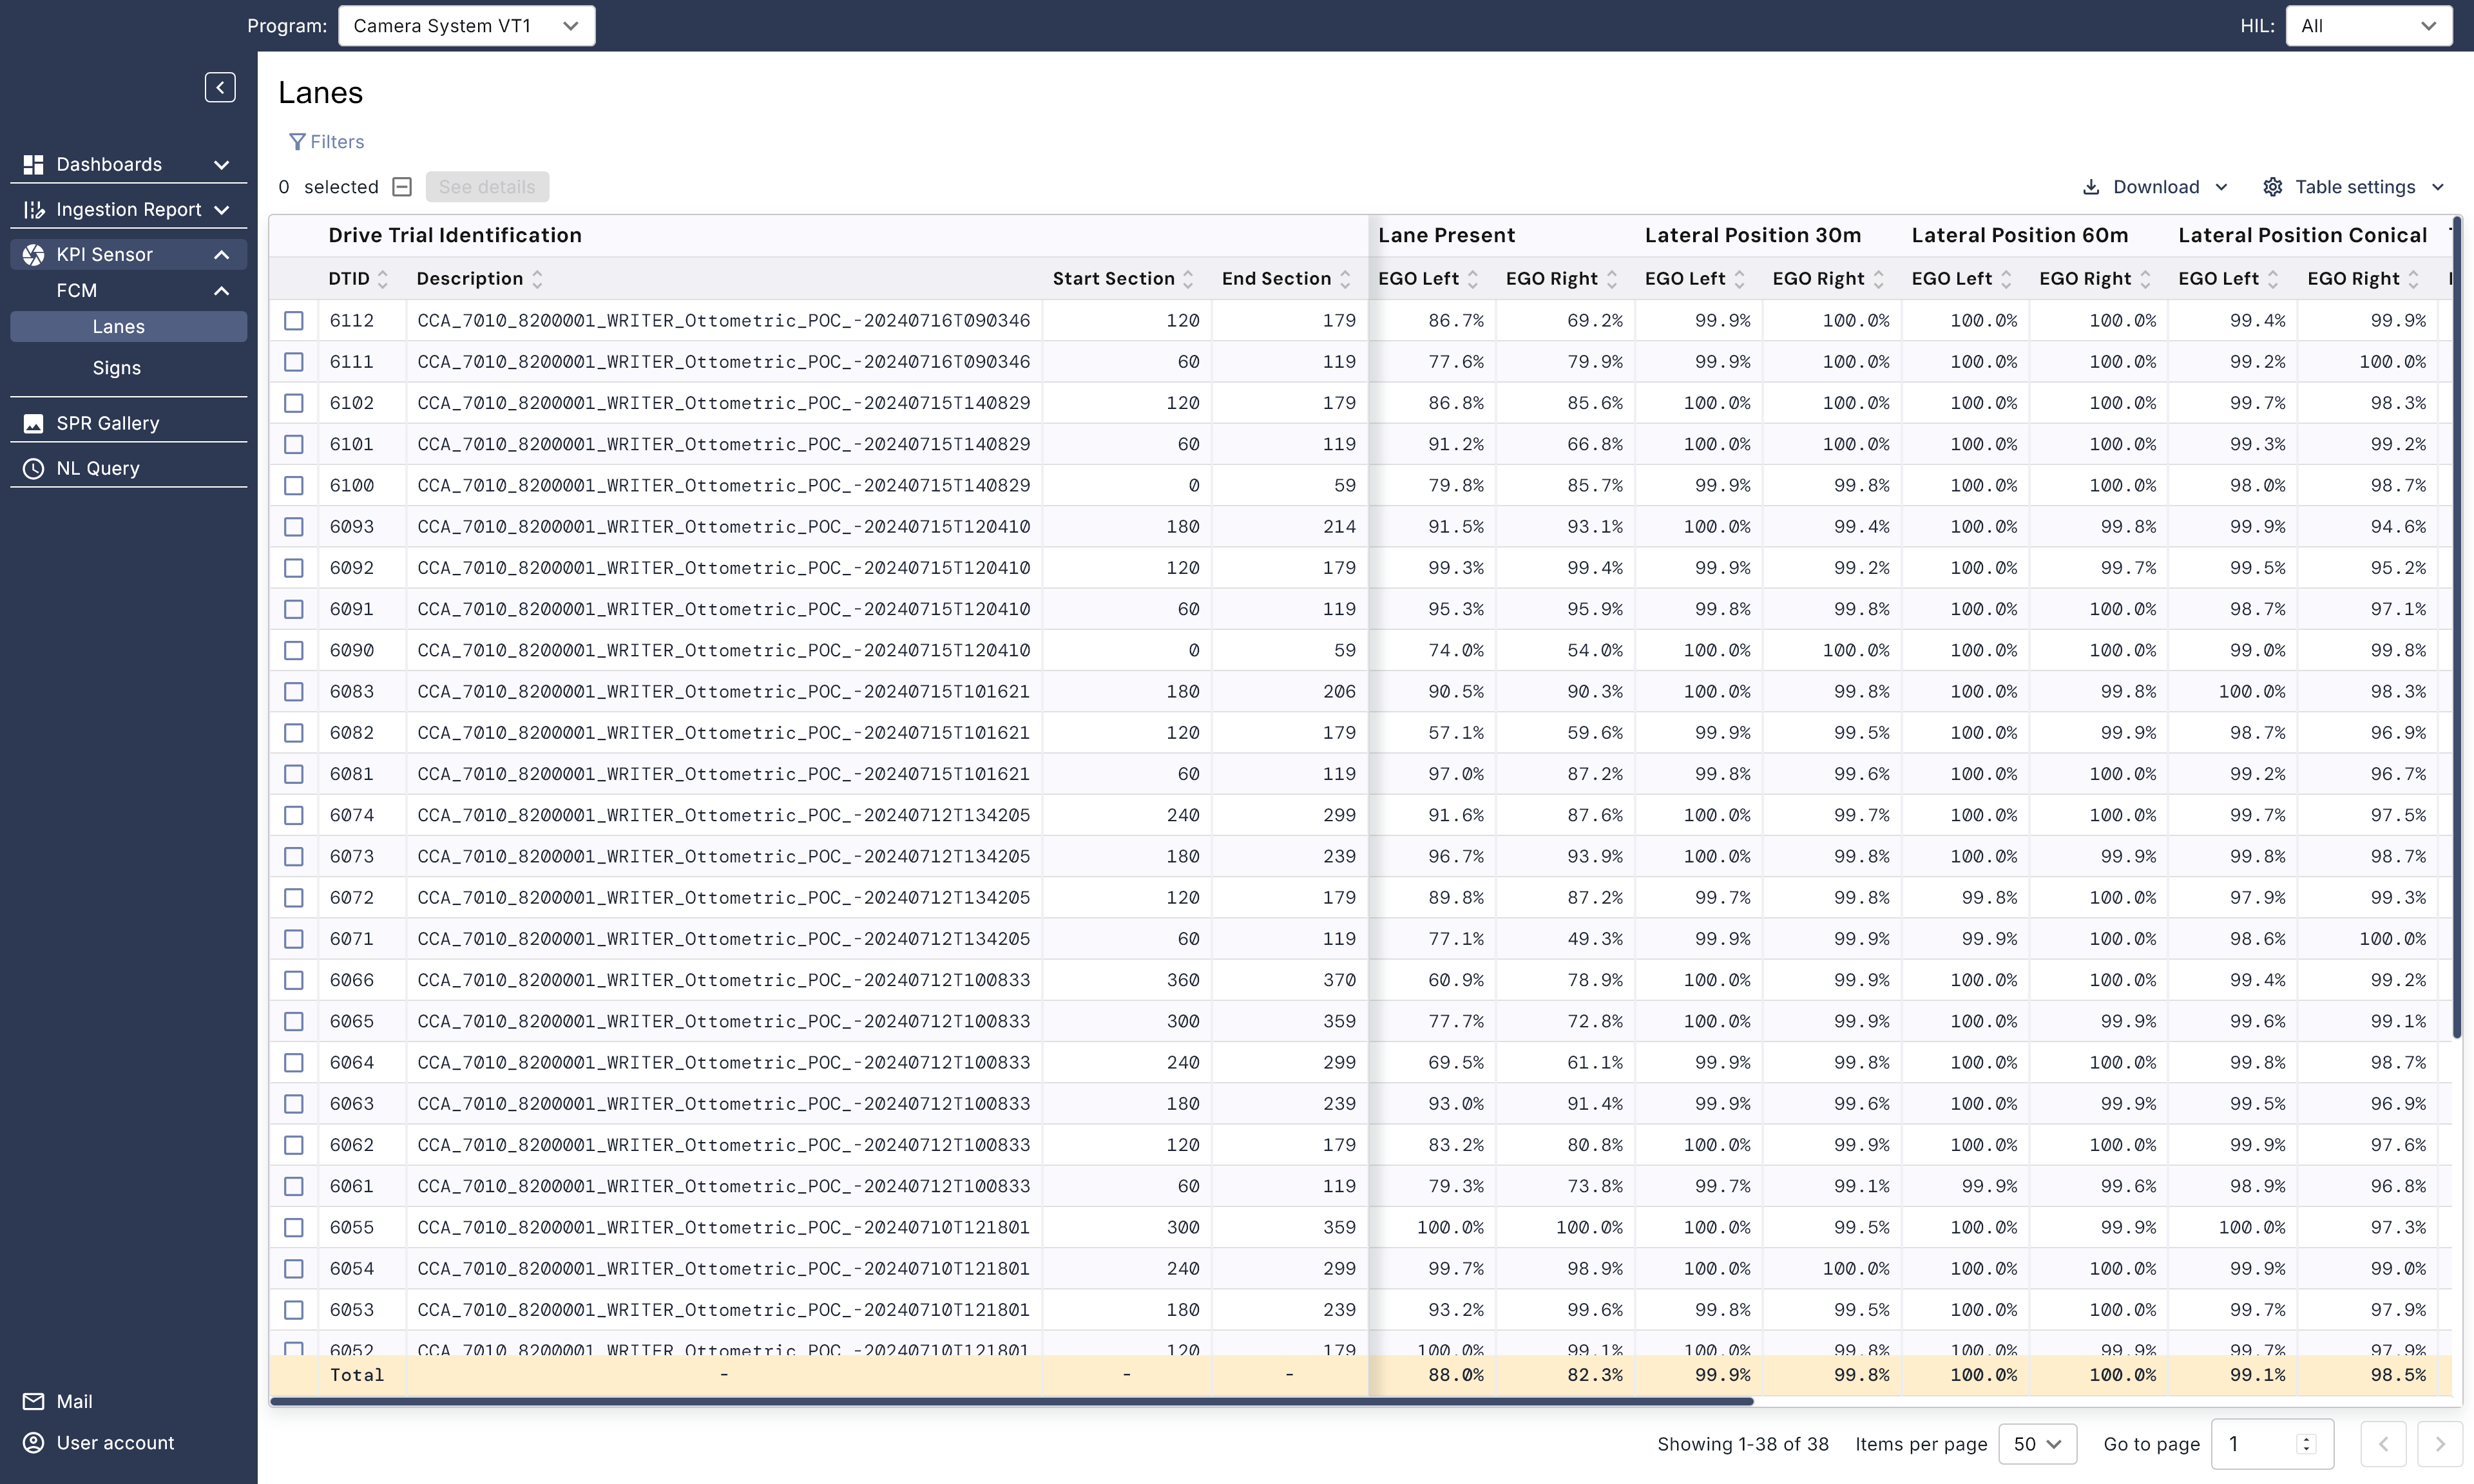 Program: Camera System VT1 HIL: All
Dashboards
Ingestion Report
KPI Sensor
FCM
Lanes
Signs
SPR Gallery
NL Query
Mail
User account
Lanes
Filters
0 selected See details Download Table settings
Drive Trial Identification Lane Present Lateral Position 30m Lateral Position 60m Lateral Position Conical
DTID Description Start Section End Section EGO Left EGO Right EGO Left EGO Right EGO Left EGO Right EGO Left EGO Right
6112 CCA_7010_8200001_WRITER_Ottometric_POC_-20240716T090346 120 179 86.7% 69.2% 99.9% 100.0% 100.0% 100.0% 99.4% 99.9%
6111 CCA_7010_8200001_WRITER_Ottometric_POC_-20240716T090346 60 119 77.6% 79.9% 99.9% 100.0% 100.0% 100.0% 99.2% 100.0%
6102 CCA_7010_8200001_WRITER_Ottometric_POC_-20240715T140829 120 179 86.8% 85.6% 100.0% 100.0% 100.0% 100.0% 99.7% 98.3%
6101 CCA_7010_8200001_WRITER_Ottometric_POC_-20240715T140829 60 119 91.2% 66.8% 100.0% 100.0% 100.0% 100.0% 99.3% 99.2%
6100 CCA_7010_8200001_WRITER_Ottometric_POC_-20240715T140829 0 59 79.8% 85.7% 99.9% 99.8% 100.0% 100.0% 98.0% 98.7%
6093 CCA_7010_8200001_WRITER_Ottometric_POC_-20240715T120410 180 214 91.5% 93.1% 100.0% 99.4% 100.0% 99.8% 99.9% 94.6%
6092 CCA_7010_8200001_WRITER_Ottometric_POC_-20240715T120410 120 179 99.3% 99.4% 99.9% 99.2% 100.0% 99.7% 99.5% 95.2%
6091 CCA_7010_8200001_WRITER_Ottometric_POC_-20240715T120410 60 119 95.3% 95.9% 99.8% 99.8% 100.0% 100.0% 98.7% 97.1%
6090 CCA_7010_8200001_WRITER_Ottometric_POC_-20240715T120410 0 59 74.0% 54.0% 100.0% 100.0% 100.0% 100.0% 99.0% 99.8%
6083 CCA_7010_8200001_WRITER_Ottometric_POC_-20240715T101621 180 206 90.5% 90.3% 100.0% 99.8% 100.0% 99.8% 100.0% 98.3%
6082 CCA_7010_8200001_WRITER_Ottometric_POC_-20240715T101621 120 179 57.1% 59.6% 99.9% 99.5% 100.0% 99.9% 98.7% 96.9%
6081 CCA_7010_8200001_WRITER_Ottometric_POC_-20240715T101621 60 119 97.0% 87.2% 99.8% 99.6% 100.0% 100.0% 99.2% 96.7%
6074 CCA_7010_8200001_WRITER_Ottometric_POC_-20240712T134205 240 299 91.6% 87.6% 100.0% 99.7% 100.0% 100.0% 99.7% 97.5%
6073 CCA_7010_8200001_WRITER_Ottometric_POC_-20240712T134205 180 239 96.7% 93.9% 100.0% 99.8% 100.0% 99.9% 99.8% 98.7%
6072 CCA_7010_8200001_WRITER_Ottometric_POC_-20240712T134205 120 179 89.8% 87.2% 99.7% 99.8% 99.8% 100.0% 97.9% 99.3%
6071 CCA_7010_8200001_WRITER_Ottometric_POC_-20240712T134205 60 119 77.1% 49.3% 99.9% 99.9% 99.9% 100.0% 98.6% 100.0%
6066 CCA_7010_8200001_WRITER_Ottometric_POC_-20240712T100833 360 370 60.9% 78.9% 100.0% 99.9% 100.0% 100.0% 99.4% 99.2%
6065 CCA_7010_8200001_WRITER_Ottometric_POC_-20240712T100833 300 359 77.7% 72.8% 100.0% 99.9% 100.0% 99.9% 99.6% 99.1%
6064 CCA_7010_8200001_WRITER_Ottometric_POC_-20240712T100833 240 299 69.5% 61.1% 99.9% 99.8% 100.0% 100.0% 99.8% 98.7%
6063 CCA_7010_8200001_WRITER_Ottometric_POC_-20240712T100833 180 239 93.0% 91.4% 99.9% 99.6% 100.0% 99.9% 99.5% 96.9%
6062 CCA_7010_8200001_WRITER_Ottometric_POC_-20240712T100833 120 179 83.2% 80.8% 100.0% 99.9% 100.0% 100.0% 99.9% 97.6%
6061 CCA_7010_8200001_WRITER_Ottometric_POC_-20240712T100833 60 119 79.3% 73.8% 99.7% 99.1% 99.9% 99.6% 98.9% 96.8%
6055 CCA_7010_8200001_WRITER_Ottometric_POC_-20240710T121801 300 359 100.0% 100.0% 100.0% 99.5% 100.0% 99.9% 100.0% 97.3%
6054 CCA_7010_8200001_WRITER_Ottometric_POC_-20240710T121801 240 299 99.7% 98.9% 100.0% 100.0% 100.0% 100.0% 99.9% 99.0%
6053 CCA_7010_8200001_WRITER_Ottometric_POC_-20240710T121801 180 239 93.2% 99.6% 99.8% 99.5% 100.0% 100.0% 99.7% 97.9%
6052 CCA_7010_8200001_WRITER_Ottometric_POC_-20240710T121801 120 179 100.0% 99.1% 100.0% 99.8% 100.0% 99.9% 99.7% 97.9%
Total - - - 88.0% 82.3% 99.9% 99.8% 100.0% 100.0% 99.1% 98.5%
Showing 1-38 of 38 Items per page 50 Go to page 1